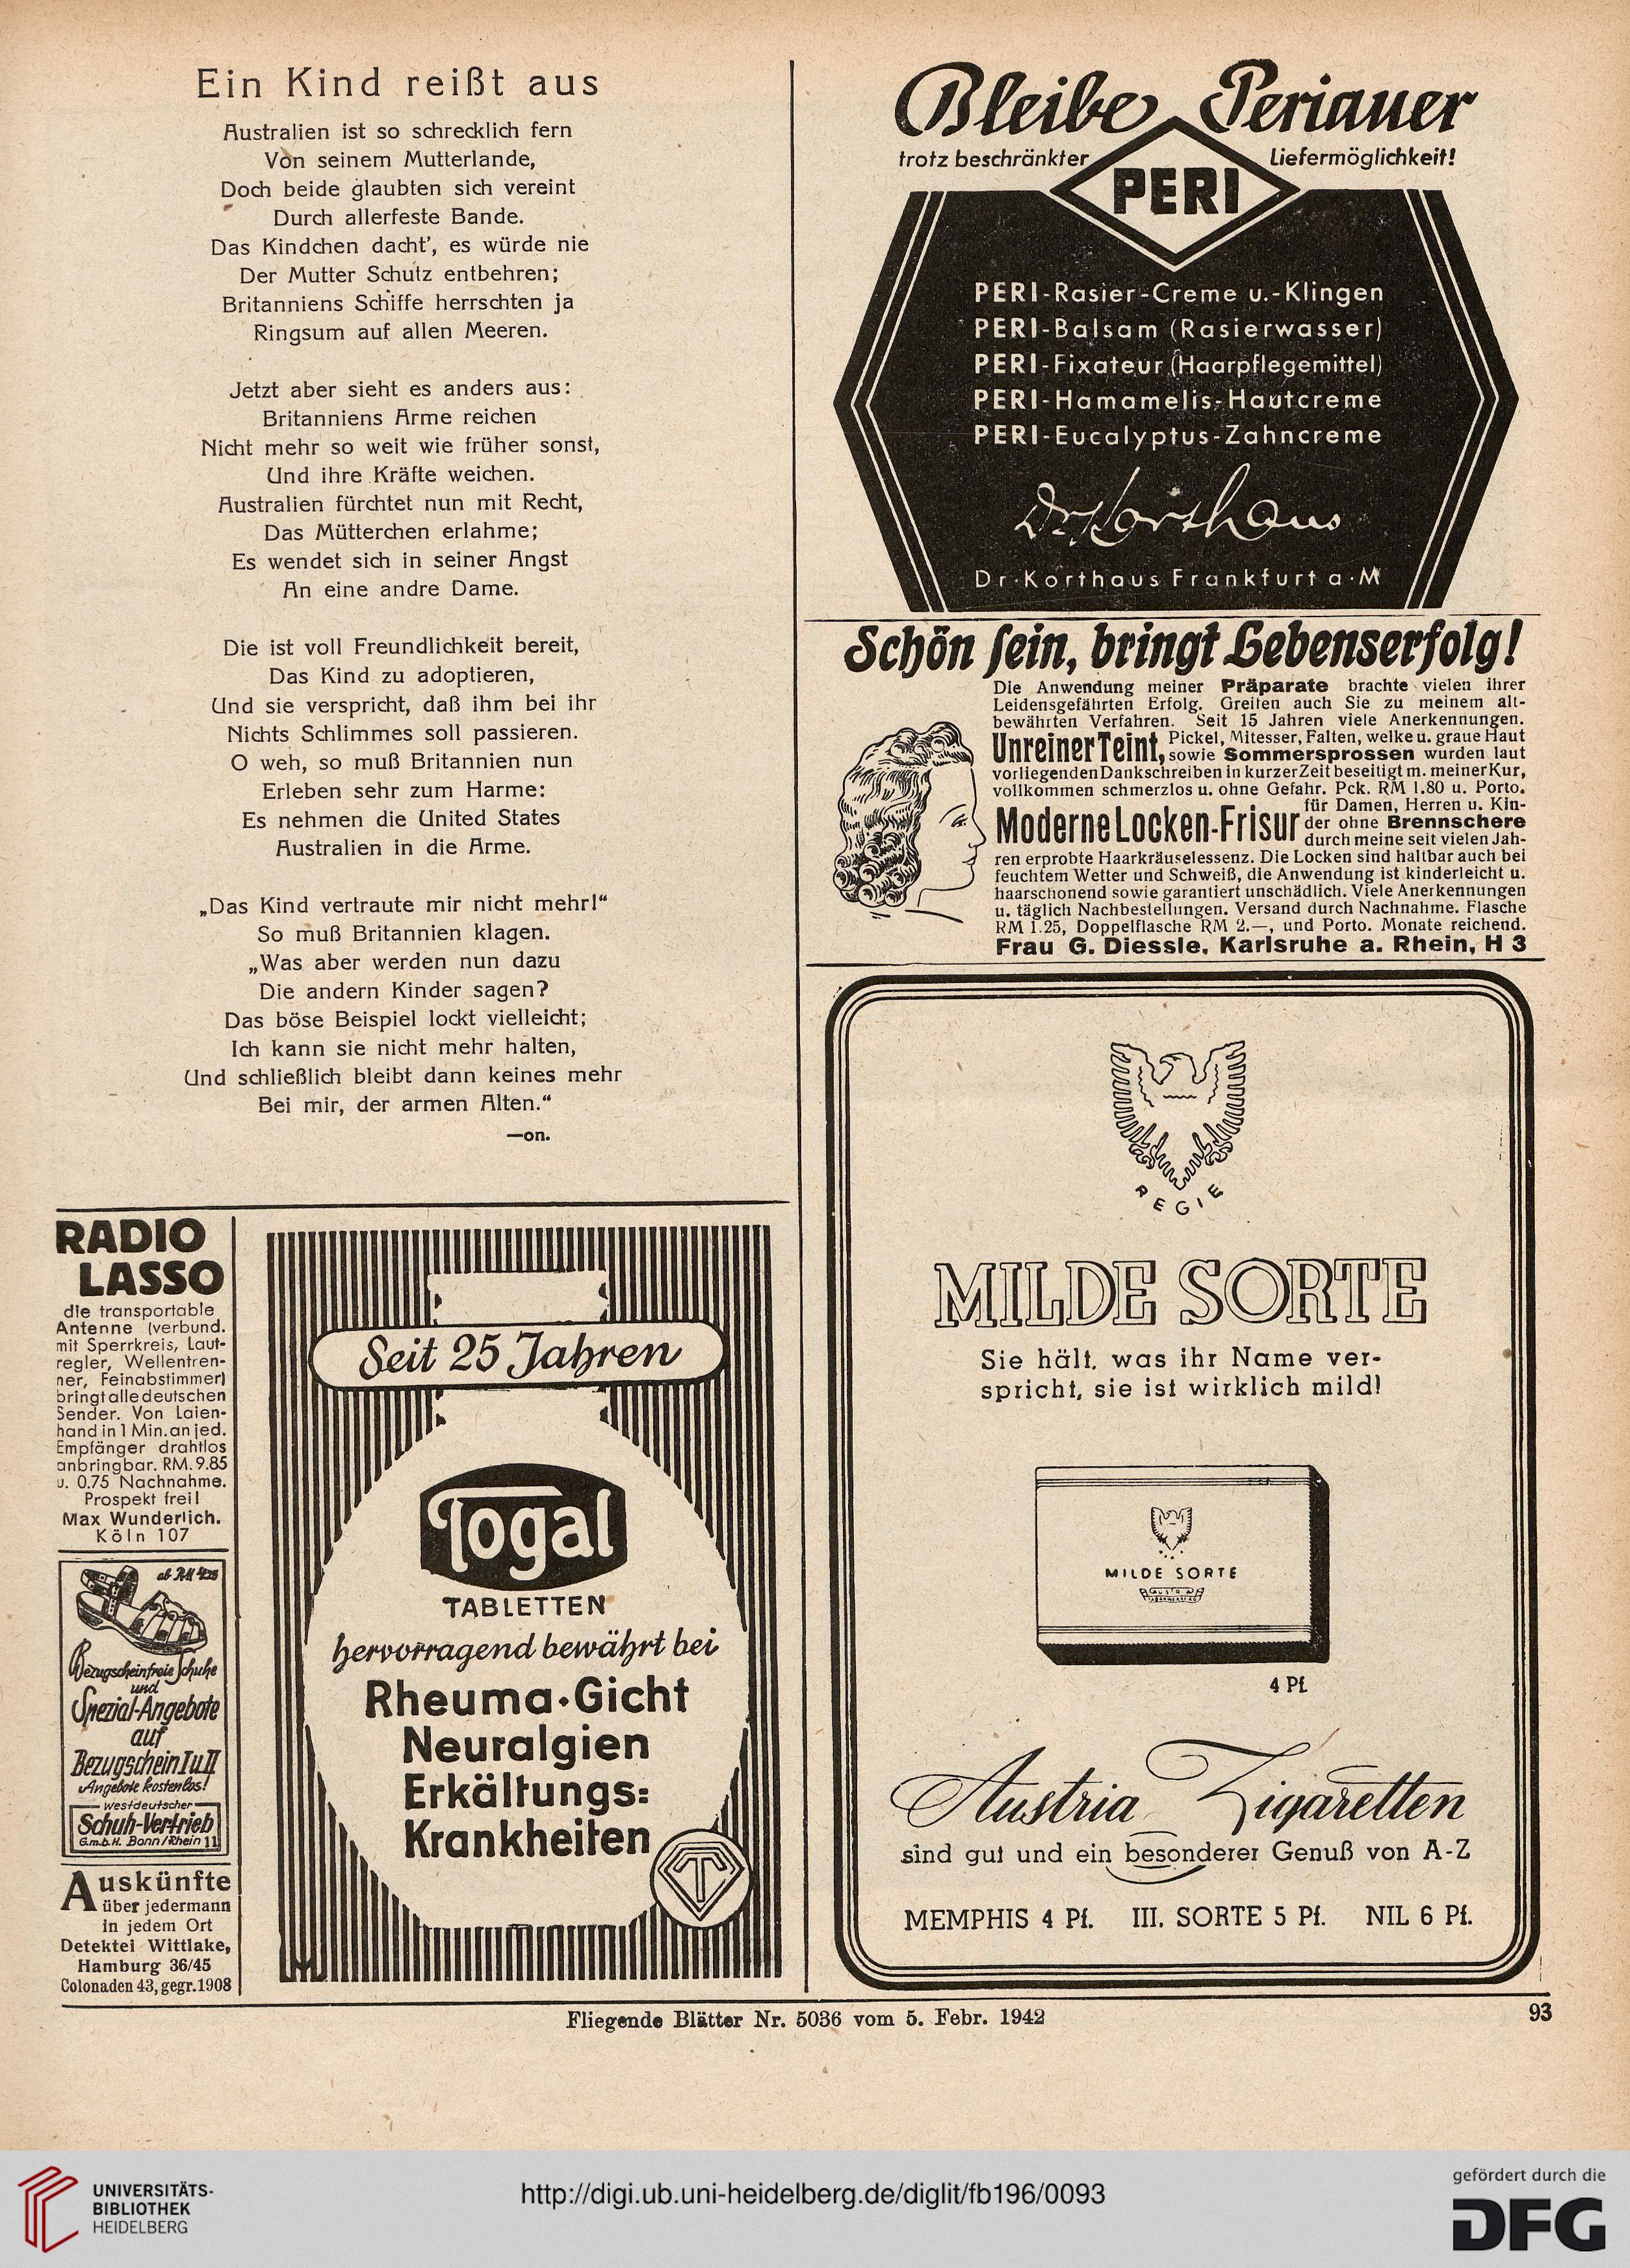 Ein Kind reißt aus
Australien ist so schrecklich fern
Von seinem Mutterlande,
Doch beide glaubten sich vereint
Durch allerfeste Bande.
Das Kindchen dacht', es würde nie
Der Mutter Schutz entbehren;
Britanniens Schiffe herrschten ja
Ringsum auf allen Meeren.
Jetzt aber sieht es anders aus:
Britanniens Arme reichen
Nicht mehr so weit wie früher sonst,
Und ihre Kräfte weichen.
Australien fürchtet nun mit Recht,
Das Mütterchen erlahme;
Es wendet sich in seiner Angst
An eine andre Dame.
Die ist voll Freundlichkeit bereit,
Das Kind zu adoptieren,
Und sie verspricht, daß ihm bei ihr
Nichts Schlimmes soll passieren.
O weh, so muß Britannien nun
Erleben sehr zum Harme:
Es nehmen die United States
Australien in die Arme.
„Das Kind vertraute mir nicht mehr!“
So muß Britannien klagen.
„Was aber werden nun dazu
Die andern Kinder sagen?
Das böse Beispiel lockt vielleicht;
Ich kann sie nicht mehr halten,
Und schließlich bleibt dann keines mehr
Bei mir, der armen Alten.“
—on.
RADIO
LASSO
die transportable
Antenne (verbund.
mit Sperrkreis, Laut-
regler, Wellentren-
ner, Feinabstimmer)
bringt alle deutschen
Sender. Von Laien-
hand in 1 Min. an jed.
Empfänger drahtlos
anbringbar. RM. 9.85
u. 0.75 Nachnahme.
Prospekt frei!
Max Wunderlich.
Köln 107
ab RM 4.25
Bezugscheinfreie Schuhe
und
Spezial-Angebote
auf
Bezugschein I u II
Angebote kostenlos!
Westdeutscher
Schuh-Vertrieb
G.m.b.H. Bonn/Rhein 11
Auskünfte
über jedermann
in jedem Ort
Detektei Wittlake,
Hamburg 36/45
Colonaden 43, gegr. 1908
Seit 25 Jahren
Togal
TABLETTEN
hervorragend bewährt bei
Rheuma · Gicht
Neuralgien
Erkältungs-
Krankheiten
T
Bleibe Periauer
trotz beschränkter Liefermöglichkeit!
PERI
PERI-Rasier-Creme u.-Klingen
PERI-Balsam (Rasierwasser)
PERI-Fixateur (Haarpflegemittel)
PERI-Hamamelis-Hautcreme
PERI-Eucalyptus-Zahncreme
Dr. Korthaus
Dr·Korthaus Frankfurt a·M
Schön sein, bringt Lebenserfolg!
Die Anwendung meiner Präparate brachte vielen ihrer
Leidensgefährten Erfolg. Greifen auch Sie zu meinem alt-
bewährten Verfahren. Seit 15 Jahren viele Anerkennungen.
Unreiner Teint, Pickel, Mitesser, Falten, welke u. graue Haut
sowie Sommersprossen wurden laut
vorliegenden Dankschreiben in kurzer Zeit beseitigt m. meiner Kur,
vollkommen schmerzlos u. ohne Gefahr. Pck. RM 1.80 u. Porto.
Moderne Locken-Frisur für Damen, Herren u. Kin-
der ohne Brennschere
durch meine seit vielen Jah-
ren erprobte Haarkräuselessenz. Die Locken sind haltbar auch bei
feuchtem Wetter und Schweiß, die Anwendung ist kinderleicht u.
haarschonend sowie garantiert unschädlich. Viele Anerkennungen
u. täglich Nachbestellungen. Versand durch Nachnahme. Flasche
RM 1.25, Doppelflasche RM 2.—, und Porto. Monate reichend.
Frau G. Diessle, Karlsruhe a. Rhein, H 3
REGIE
MILDE SORTE
Sie hält, was ihr Name ver-
spricht, sie ist wirklich mild!
MILDE SORTE
AUSTRIA
4 Pf.
Austria Zigaretten
sind gut und ein besonderer Genuß von A-Z
MEMPHIS 4 Pf. III. SORTE 5 Pf. NIL 6 Pf.
Fliegende Blätter Nr. 5036 vom 5. Febr. 1942
93
UNIVERSITÄTS-
BIBLIOTHEK
HEIDELBERG
http://digi.ub.uni-heidelberg.de/diglit/fb196/0093
gefördert durch die
DFG